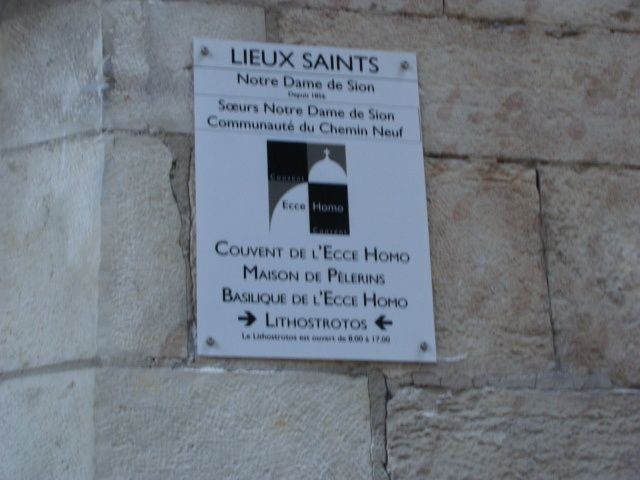 LIEUX SAINTS
Notre Dame de Sion
Depuis 1856
Sœurs Notre Dame de Sion
Communauté du Chemin Neuf
Couvent
Ecce Homo
Couvent
Couvent de l'Ecce Homo
Maison de Pèlerins
Basilique de l'Ecce Homo
→ Lithostrotos ←
Le Lithostrotos est ouvert de 8.00 à 17.00